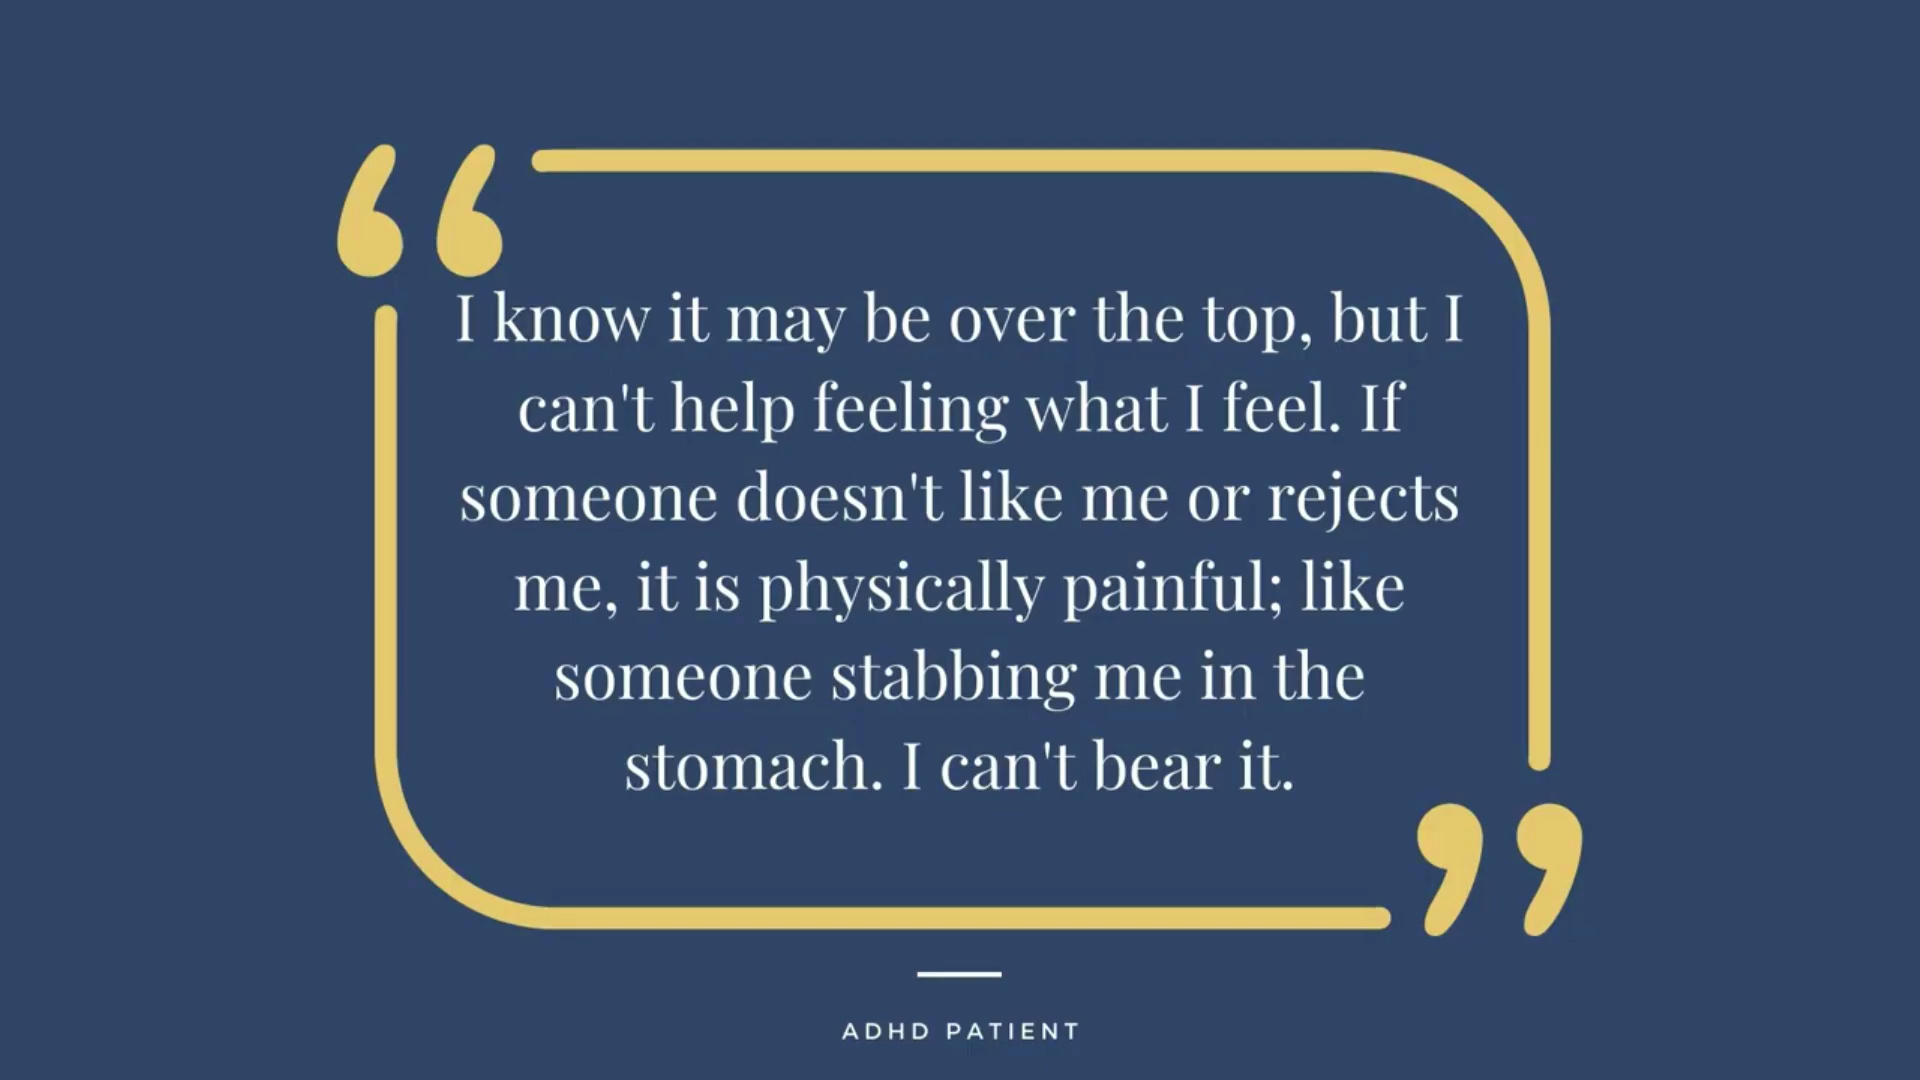 “
I know it may be over the top, but I
can't help feeling what I feel. If
someone doesn't like me or rejects
me, it is physically painful; like
someone stabbing me in the
stomach. I can't bear it.
”
ADHD PATIENT